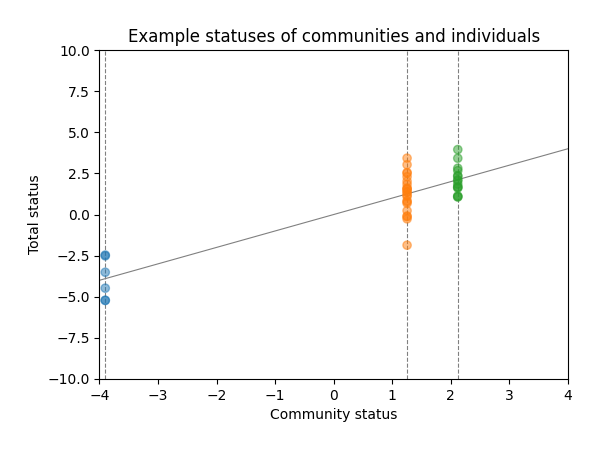 Example statuses of communities and individuals
10.0
7.5
5.0
2.5
0.0
−2.5
−5.0
−7.5
−10.0
Total status
−4 −3 −2 −1 0 1 2 3 4
Community status